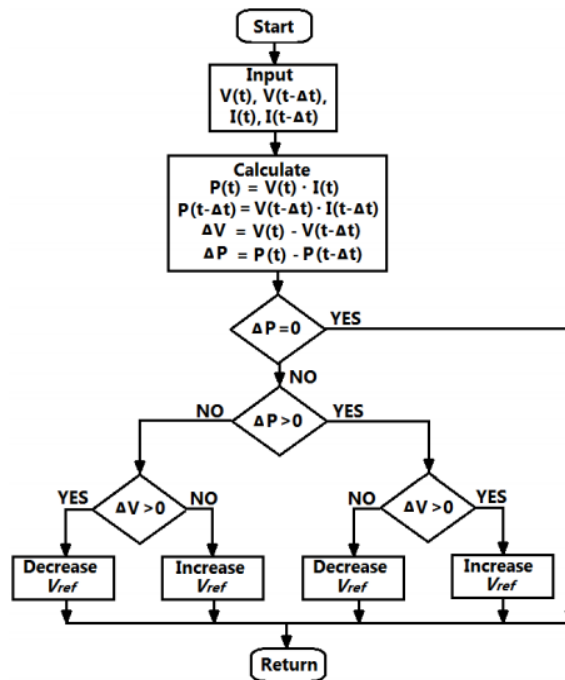 Start
Input
V(t), V(t-Δt),
I(t), I(t-Δt)
Calculate
P(t) = V(t) · I(t)
P(t-Δt) = V(t-Δt) · I(t-Δt)
ΔV = V(t) - V(t-Δt)
ΔP = P(t) - P(t-Δt)
ΔP=0
YES
NO
ΔP>0
NO
YES
ΔV>0
YES
NO
ΔV>0
NO
YES
Decrease
Vref
Increase
Vref
Decrease
Vref
Increase
Vref
Return